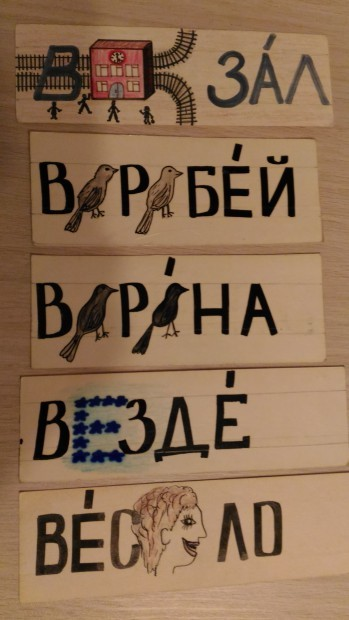 В ЗА́Л
В Р БЕ́Й
В Р ́НА
ВЕЗДЕ́
ВЕ́С ЛО